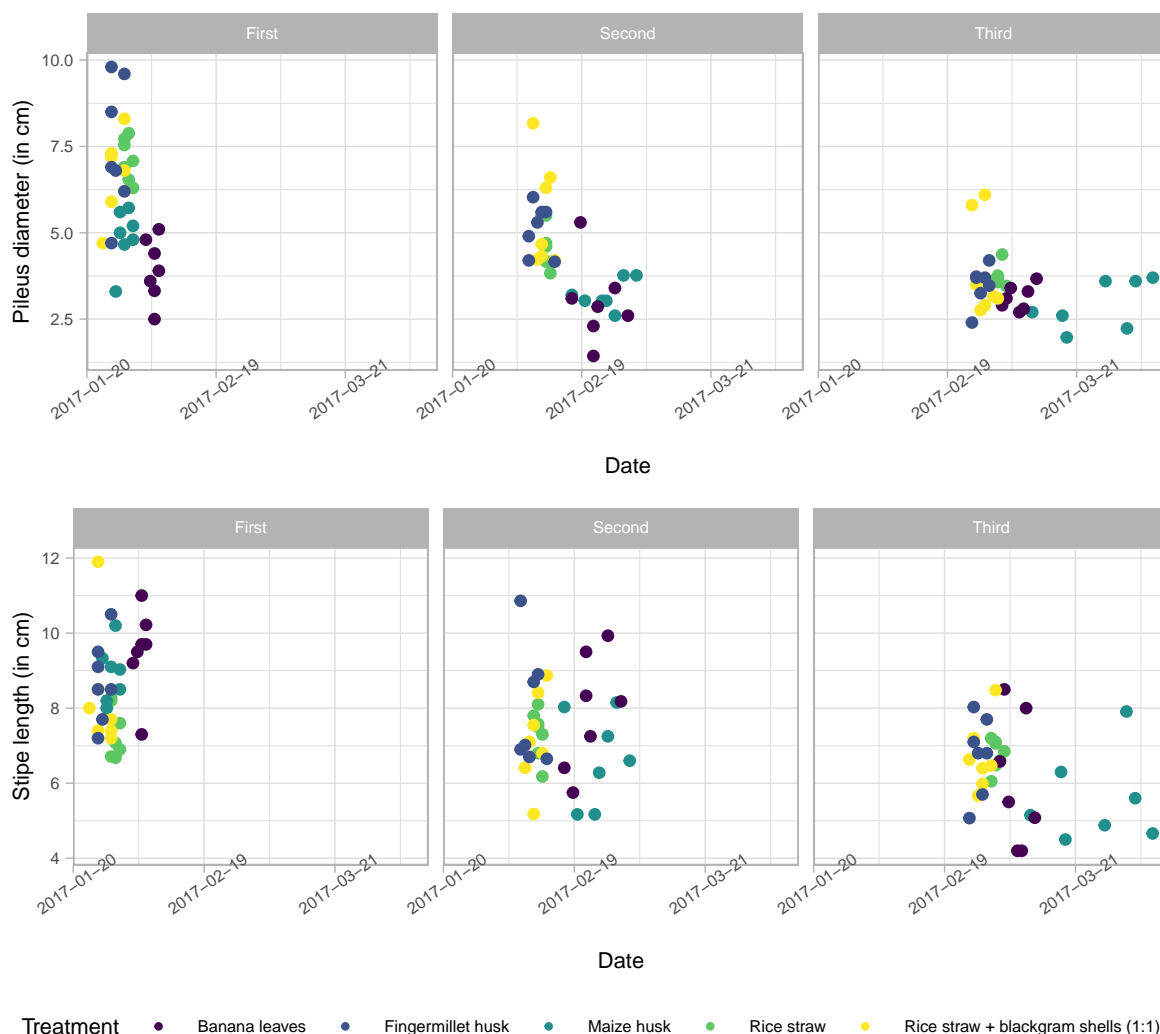 First Second Third
Pileus diameter (in cm)
10.0
7.5
5.0
2.5
2017–01–20 2017–02–19 2017–03–21 2017–01–20 2017–02–19 2017–03–21 2017–01–20 2017–02–19 2017–03–21
Date
First Second Third
Stipe length (in cm)
12
10
8
6
4
2017–01–20 2017–02–19 2017–03–21 2017–01–20 2017–02–19 2017–03–21 2017–01–20 2017–02–19 2017–03–21
Date
Treatment Banana leaves Fingermillet husk Maize husk Rice straw Rice straw + blackgram shells (1:1)